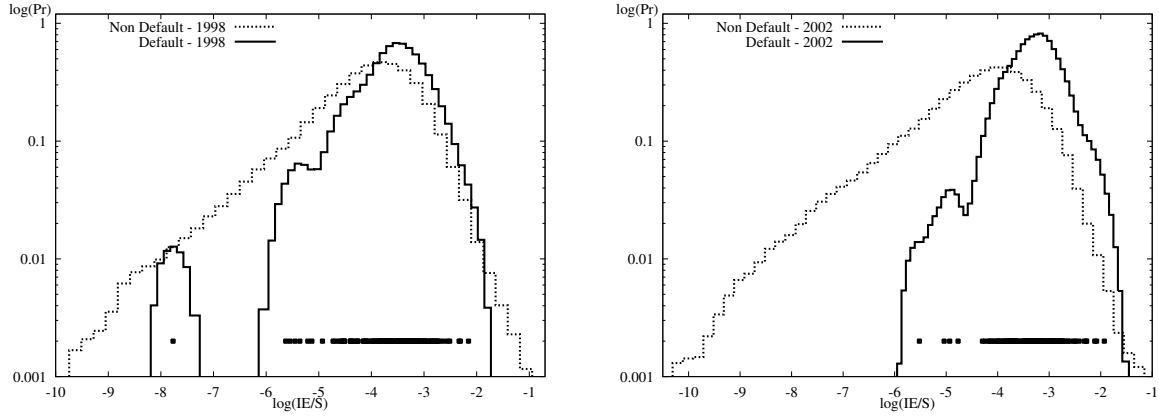 log(Pr)
1
0.1
0.01
0.001
Non Default - 1998
Default - 1998
-10 -9 -8 -7 -6 -5 -4 -3 -2 -1
log(IE/S)
log(Pr)
1
0.1
0.01
0.001
Non Default - 2002
Default - 2002
-10 -9 -8 -7 -6 -5 -4 -3 -2 -1
log(IE/S)